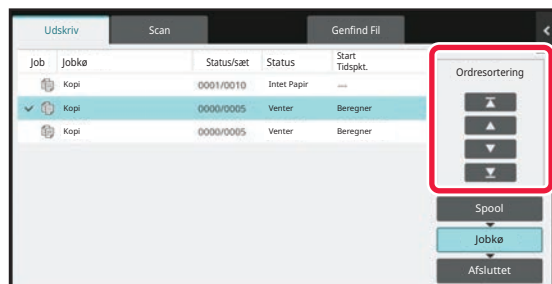 Udskriv Scan Genfind Fil
Job Jobkø Status/sæt Status Start Tidspkt.
Kopi 0001/0010 Intet Papir ---
Kopi 0000/0005 Venter Beregner
Kopi 0000/0005 Venter Beregner
Ordresortering
Spool
Jobkø
Afsluttet